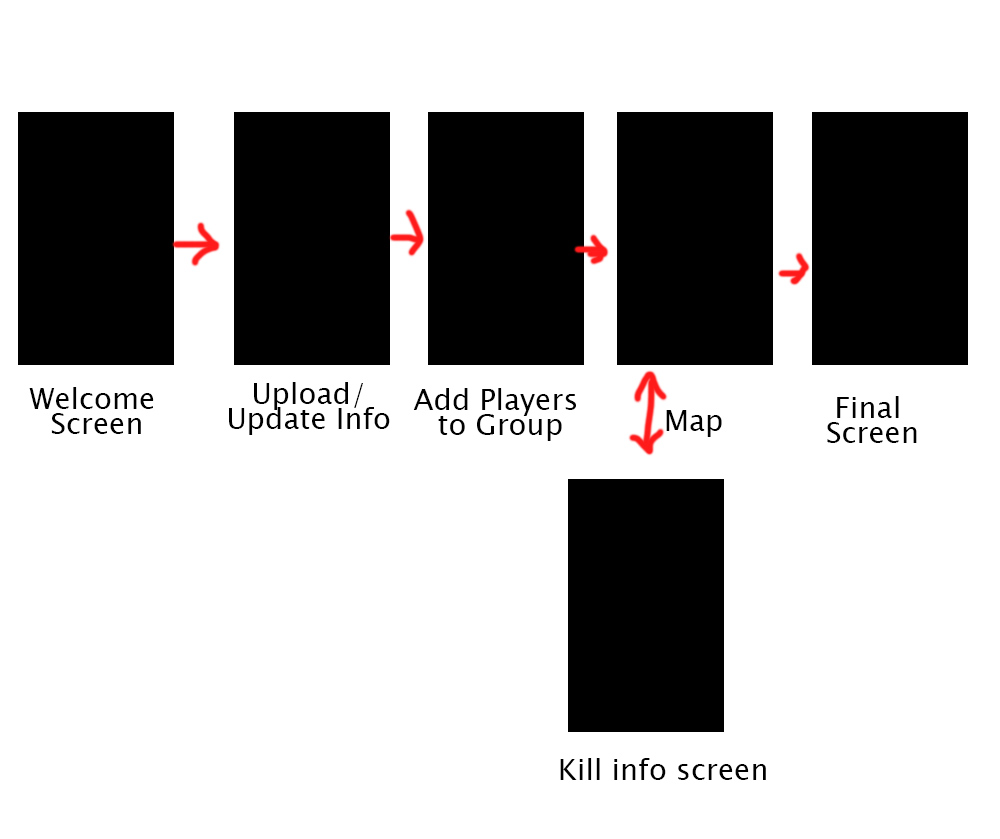 Welcome
Screen
Upload/
Update Info
Add Players
to Group
Map
Final
Screen
Kill info screen